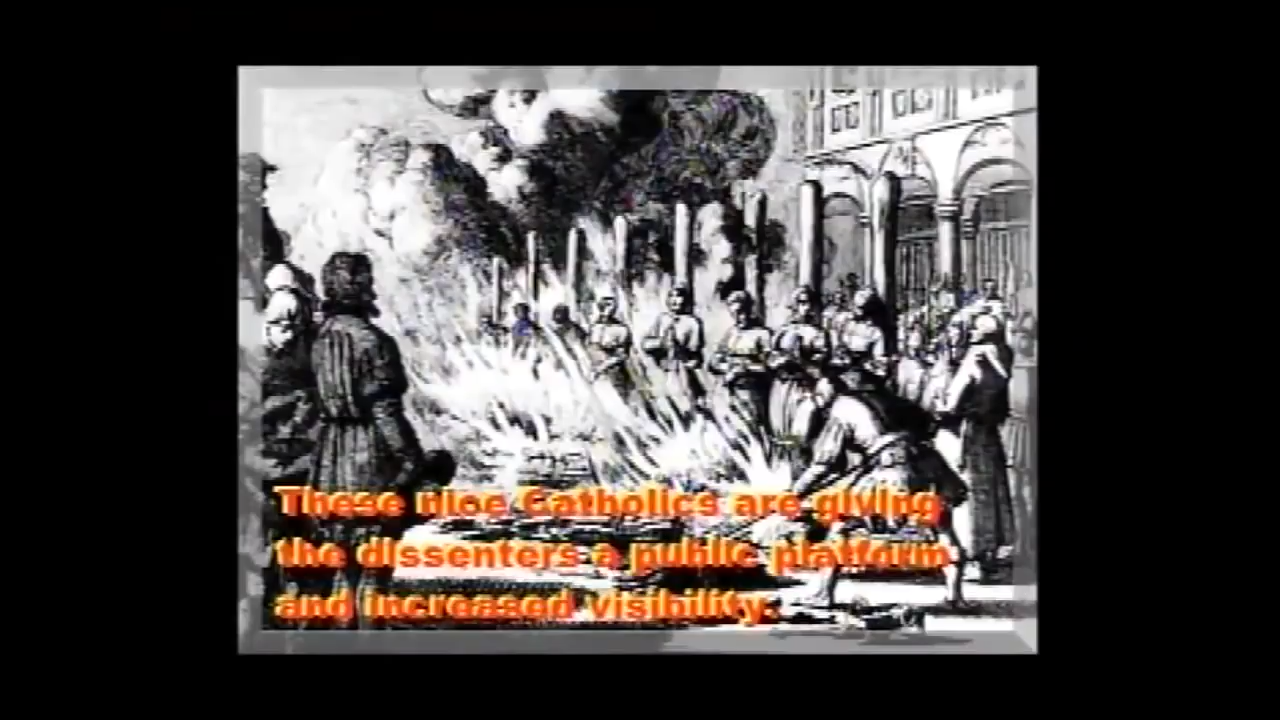 These nice Catholics are giving
the dissenters a public platform
and increased visibility.